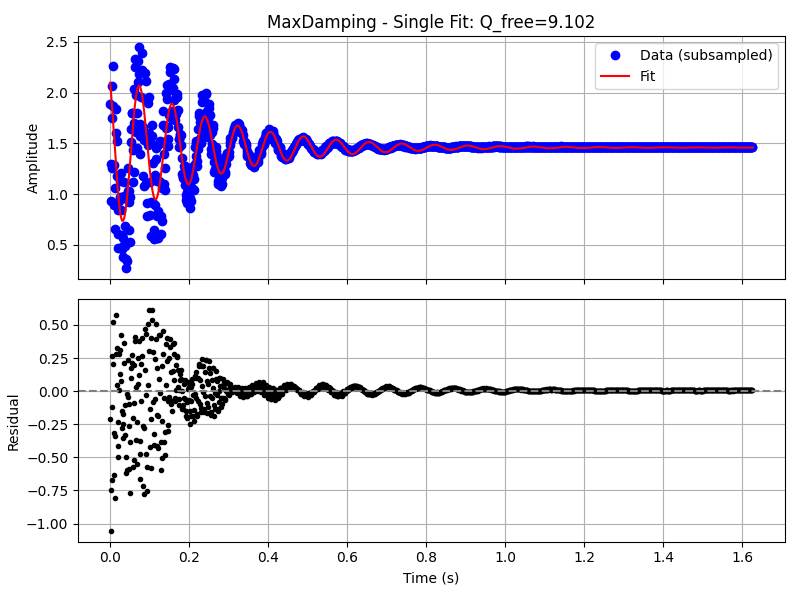 MaxDamping - Single Fit: Q_free=9.102
2.5
2.0
1.5
1.0
0.5
Amplitude
Data (subsampled)
Fit
0.50
0.25
0.00
−0.25
−0.50
−0.75
−1.00
Residual
0.0 0.2 0.4 0.6 0.8 1.0 1.2 1.4 1.6
Time (s)